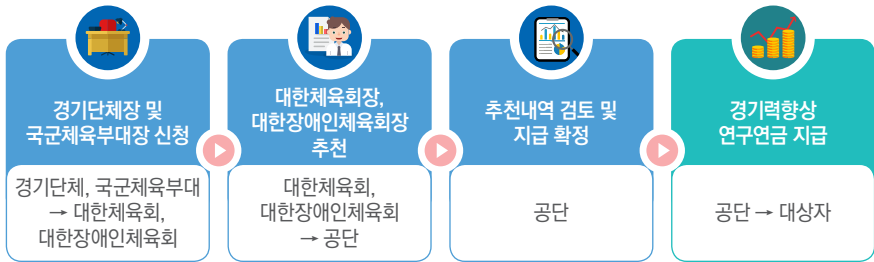 경기단체장 및
국군체육부대장 신청
경기단체, 국군체육부대
→ 대한체육회,
대한장애인체육회
대한체육회장,
대한장애인체육회장
추천
대한체육회,
대한장애인체육회
→ 공단
추천내역 검토 및
지급 확정
공단
경기력향상
연구연금 지급
공단 → 대상자